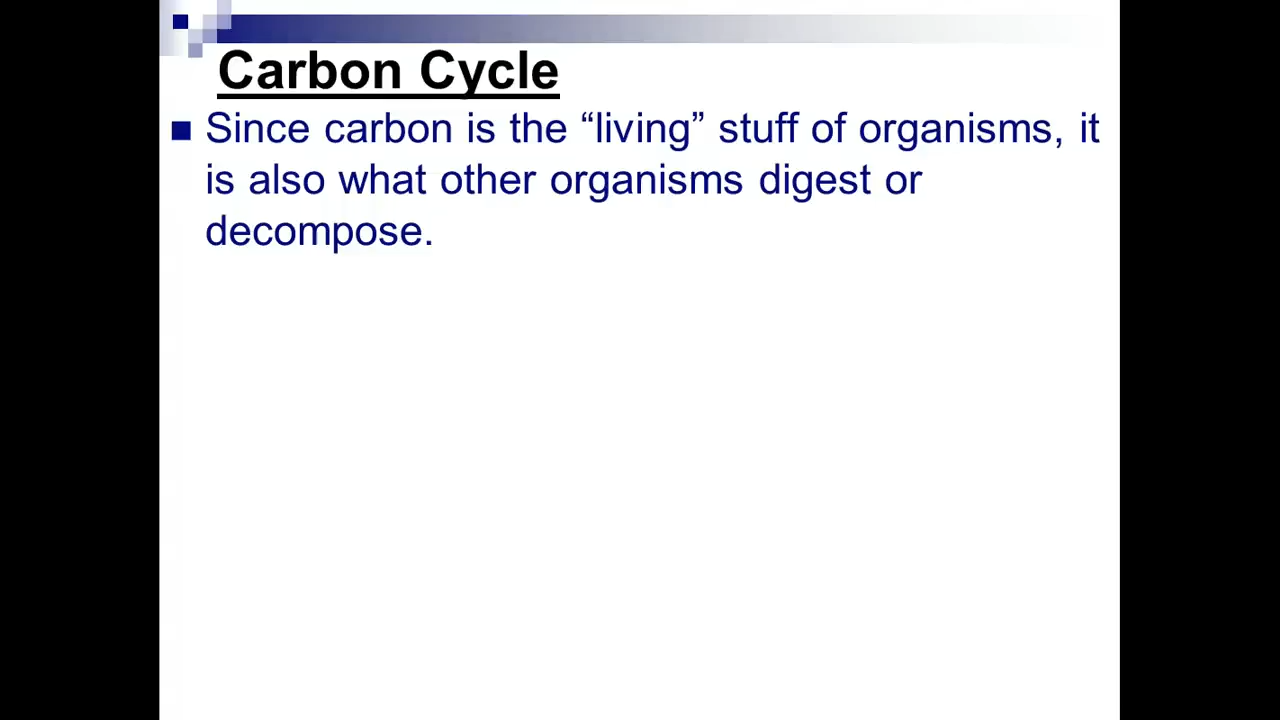 Carbon Cycle
Since carbon is the “living” stuff of organisms, it
is also what other organisms digest or
decompose.